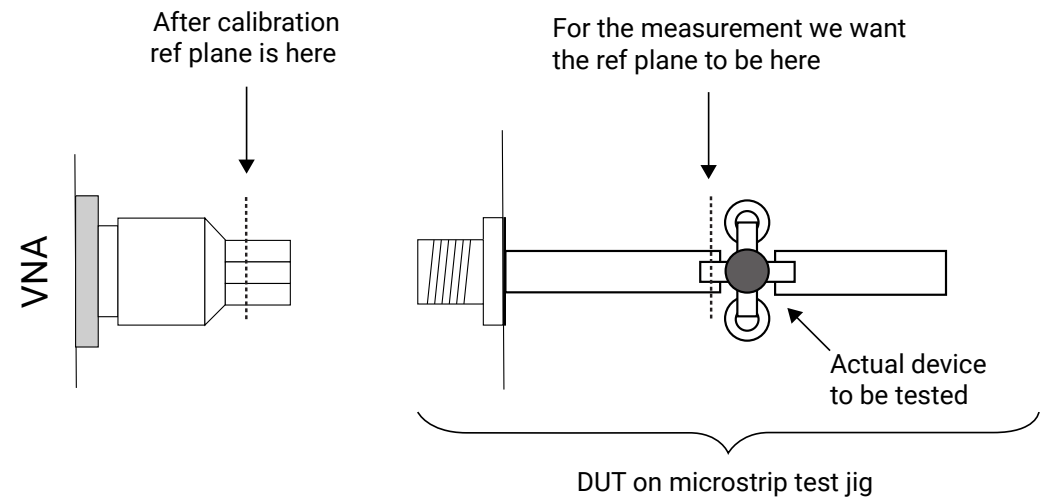 After calibration
ref plane is here
For the measurement we want
the ref plane to be here
VNA
Actual device
to be tested
DUT on microstrip test jig